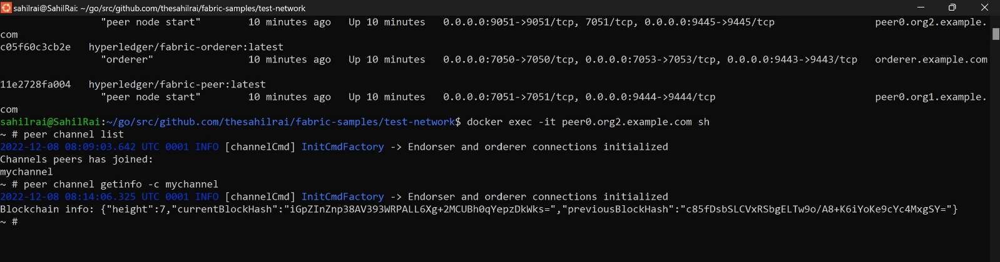 sahilrai@SahilRai: ~/go/src/github.com/thesahilrai/fabric-samples/test-network
"peer node start" 10 minutes ago Up 10 minutes 0.0.0.0:9051->9051/tcp, 7051/tcp, 0.0.0.0:9445->9445/tcp peer0.org2.example.
com
c05f60c3cb2e hyperledger/fabric-orderer:latest
"orderer" 10 minutes ago Up 10 minutes 0.0.0.0:7050->7050/tcp, 0.0.0.0:7053->7053/tcp, 0.0.0.0:9443->9443/tcp orderer.example.com
11e2728fa004 hyperledger/fabric-peer:latest
"peer node start" 10 minutes ago Up 10 minutes 0.0.0.0:7051->7051/tcp, 0.0.0.0:9444->9444/tcp peer0.org1.example.
com
sahilrai@SahilRai:~/go/src/github.com/thesahilrai/fabric-samples/test-network$ docker exec -it peer0.org2.example.com sh
~ # peer channel list
2022-12-08 08:09:03.642 UTC 0001 INFO [channelCmd] InitCmdFactory -> Endorser and orderer connections initialized
Channels peers has joined:
mychannel
~ # peer channel getinfo -c mychannel
2022-12-08 08:14:06.325 UTC 0001 INFO [channelCmd] InitCmdFactory -> Endorser and orderer connections initialized
Blockchain info: {"height":7,"currentBlockHash":"iGpZInZnp38AV393WRPALL6Xg+2MCUBh0qYepzDkWks=","previousBlockHash":"c85fDsbSLCVxRSbgELTw9o/A8+K6iYoKe9cYc4MxgSY="}
~ #